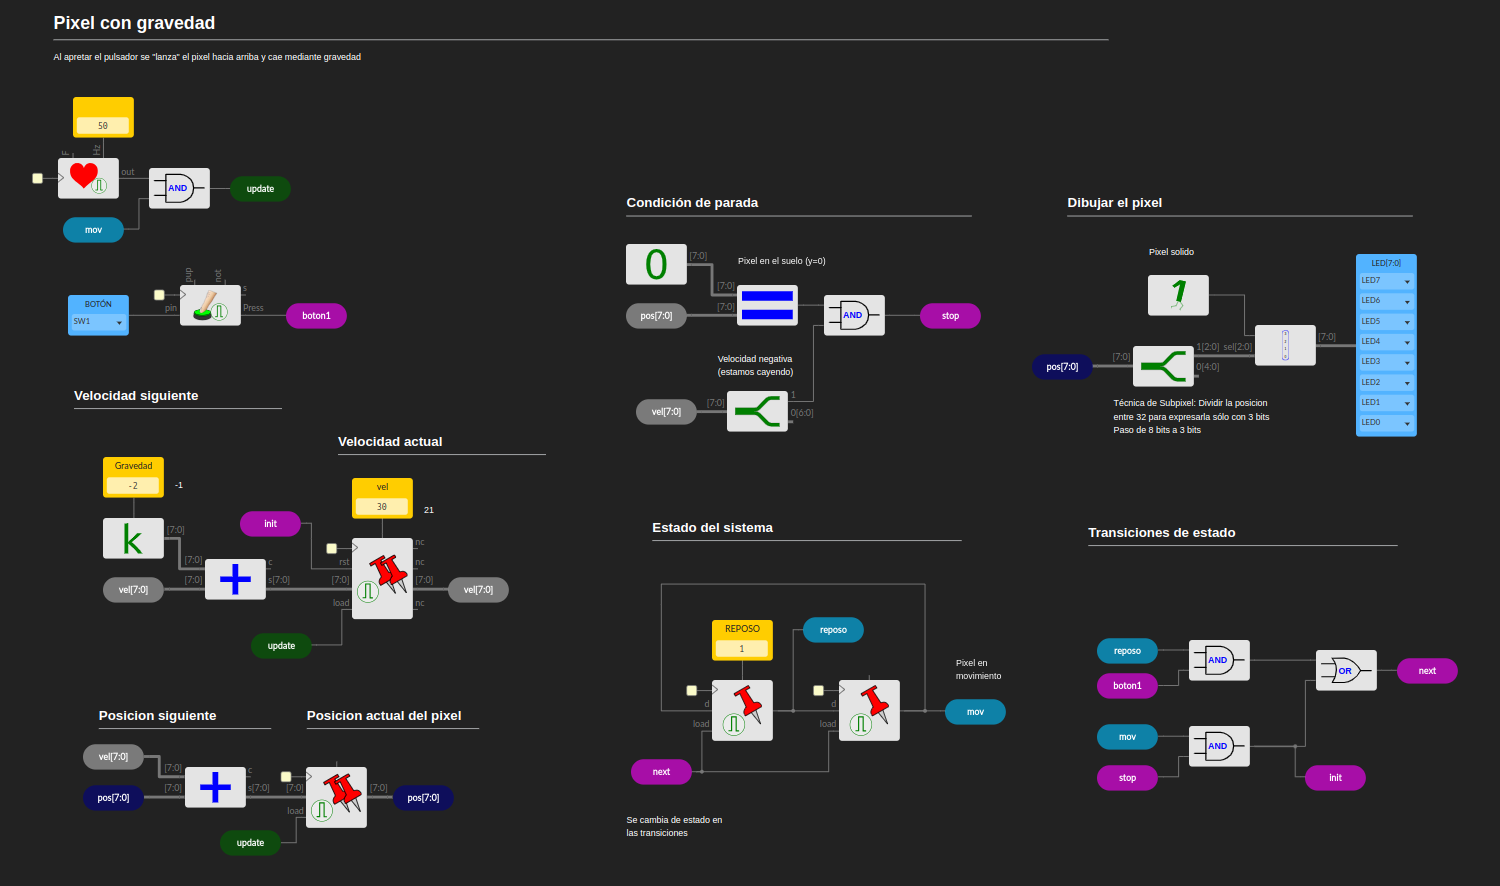 Pixel con gravedad
Al apretar el pulsador se "lanza" el pixel hacia arriba y cae mediante gravedad
50
F
Hz
out
AND
update
mov
pup
not
s
BOTÓN
SW1
pin
Press
boton1
Condición de parada
0
[7:0]
Pixel en el suelo (y=0)
[7:0]
pos[7:0]
[7:0]
AND
stop
Velocidad negativa
(estamos cayendo)
vel[7:0]
[7:0]
1
0[6:0]
Dibujar el pixel
Pixel solido
1
LED[7:0]
LED7
LED6
LED5
LED4
LED3
LED2
LED1
LED0
pos[7:0]
[7:0]
1[2:0]
sel[2:0]
0[4:0]
[7:0]
Técnica de Subpixel: Dividir la posicion
entre 32 para expresarla sólo con 3 bits
Paso de 8 bits a 3 bits
Velocidad siguiente
Gravedad
-2
-1
k
[7:0]
[7:0]
vel[7:0]
[7:0]
c
s[7:0]
Velocidad actual
vel
30
21
init
rst
[7:0]
load
nc
nc
[7:0]
nc
vel[7:0]
update
Posicion siguiente
vel[7:0]
[7:0]
pos[7:0]
[7:0]
c
s[7:0]
Posicion actual del pixel
[7:0]
load
[7:0]
pos[7:0]
update
Estado del sistema
REPOSO
1
reposo
d
load
d
load
Pixel en
movimiento
mov
next
Se cambia de estado en
las transiciones
Transiciones de estado
reposo
boton1
AND
OR
next
mov
stop
AND
init